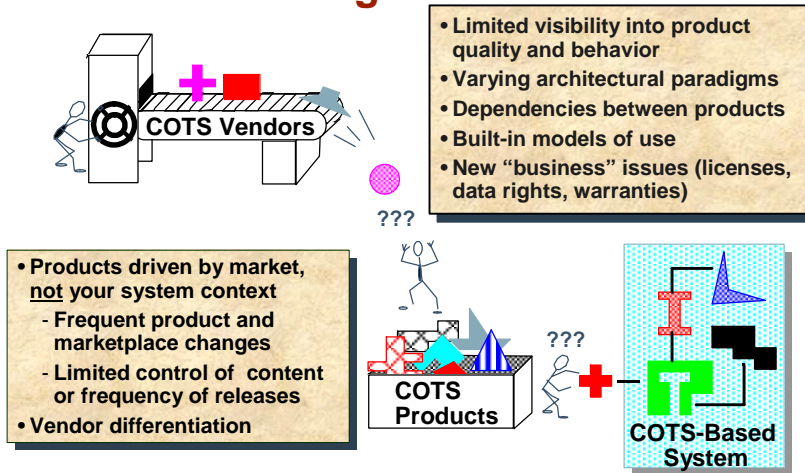 • Limited visibility into product
quality and behavior
• Varying architectural paradigms
• Dependencies between products
• Built-in models of use
• New “business” issues (licenses,
data rights, warranties)
COTS Vendors
???
• Products driven by market,
not your system context
- Frequent product and
marketplace changes
- Limited control of content
or frequency of releases
• Vendor differentiation
???
COTS
Products
COTS-Based
System